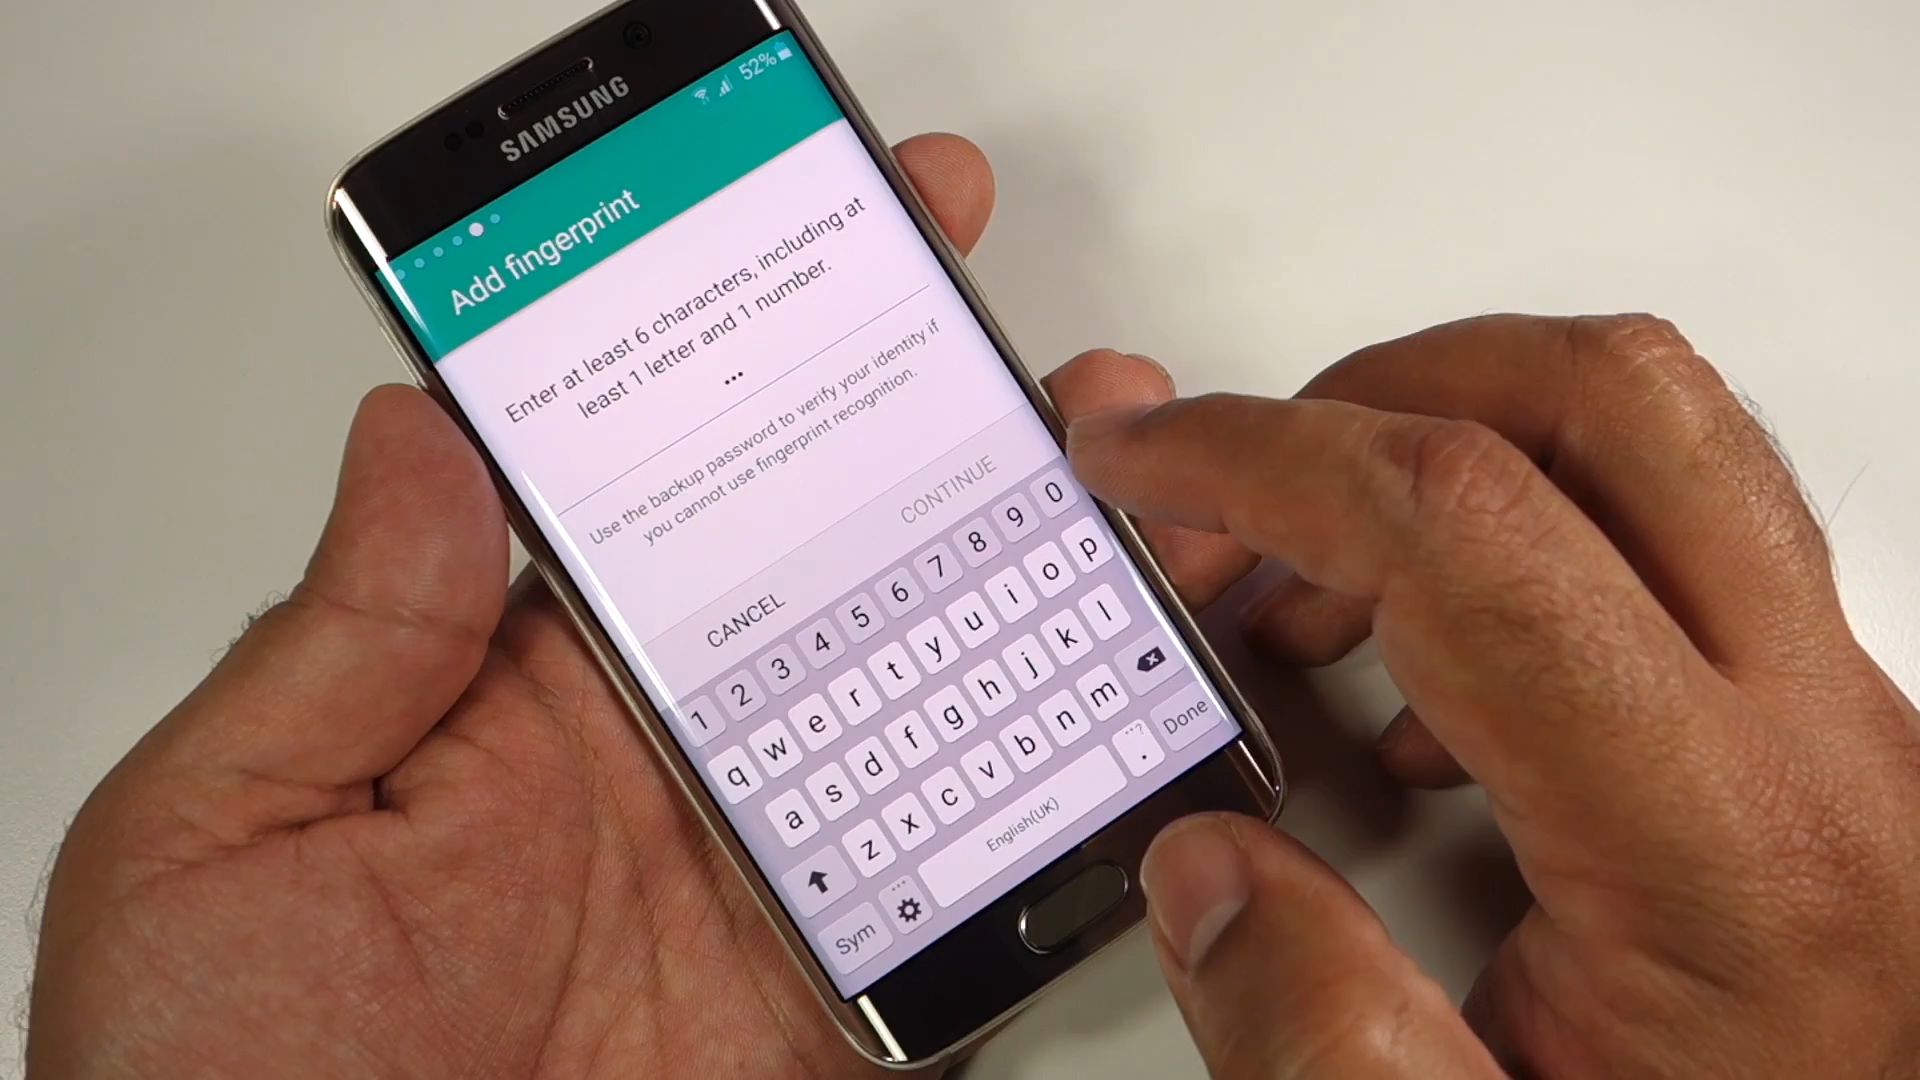 SAMSUNG
52%
Add fingerprint
Enter at least 6 characters, including at
least 1 letter and 1 number.
•••
Use the backup password to verify your identity if
you cannot use fingerprint recognition.
CANCEL CONTINUE
1 2 3 4 5 6 7 8 9 0
q w e r t y u i o p
a s d f g h j k l
z x c v b n m
Sym English(UK) . Done